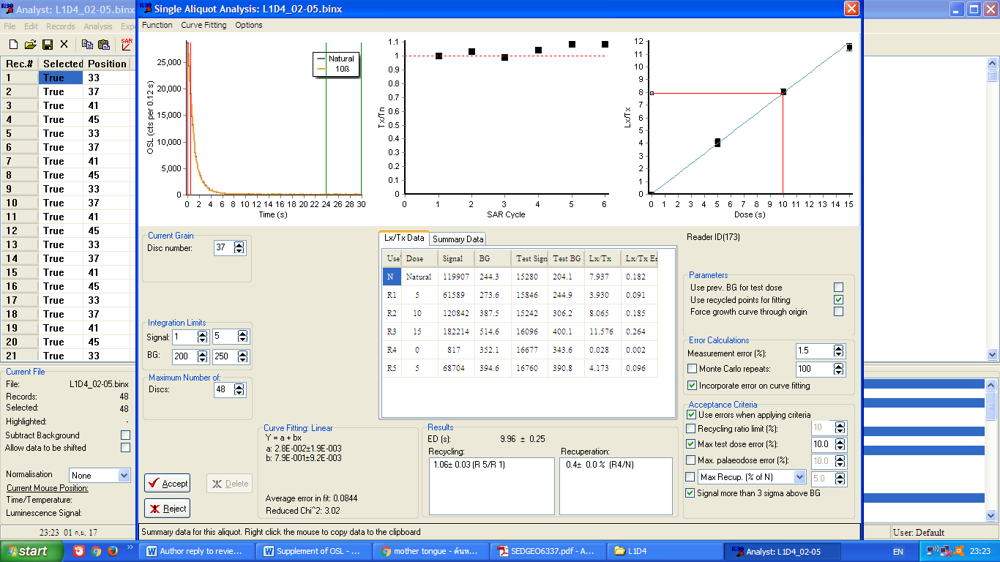 Analyst: L1D4_02-05.binx
File Edit Records Analysis
Rec.# Selected Position
1 True 33
2 True 37
3 True 41
4 True 45
5 True 33
6 True 37
7 True 41
8 True 45
9 True 33
10 True 37
11 True 41
12 True 45
13 True 33
14 True 37
15 True 41
16 True 45
17 True 33
18 True 37
19 True 41
20 True 45
21 True 33
Current File
File: L1D4_02-05.binx
Records: 48
Selected: 48
Highlighted: -
Subtract Background
Allow data to be shifted
Normalisation None
Current Mouse Position:
Time/Temperature:
Luminescence Signal:
23:23 01 ก.ย. 17
Single Aliquot Analysis: L1D4_02-05.binx
Function Curve Fitting Options
OSL (cts per 0.12 s)
25,000
20,000
15,000
10,000
5,000
0
Natural
10ß
0 2 4 6 8 10 12 14 16 18 20 22 24 26 28 30
Time (s)
Tx/Tn
1.1
1
0.9
0.8
0.7
0.6
0.5
0.4
0.3
0.2
0.1
0
0 1 2 3 4 5 6
SAR Cycle
Lx/Tx
12
11
10
9
8
7
6
5
4
3
2
1
0
0 1 2 3 4 5 6 7 8 9 10 11 12 13 14 15
Dose (s)
Current Grain
Disc number: 37
Integration Limits
Signal: 1 5
BG: 200 250
Maximum Number of:
Discs: 48
Lx/Tx Data Summary Data
Use? Dose Signal BG Test Sign Test BG Lx/Tx Lx/Tx Er
N Natural 119907 244.3 15280 204.1 7.937 0.182
R1 5 61589 273.6 15846 244.9 3.930 0.091
R2 10 120842 387.5 15242 306.2 8.065 0.185
R3 15 182214 514.6 16096 400.1 11.576 0.264
R4 0 817 352.1 16677 343.6 0.028 0.002
R5 5 68704 394.6 16760 390.8 4.173 0.096
Reader ID(173)
Parameters
Use prev. BG for test dose
Use recycled points for fitting
Force growth curve through origin
Error Calculations
Measurement error (%): 1.5
Monte Carlo repeats: 100
Incorporate error on curve fitting
Acceptance Criteria
Use errors when applying criteria
Recycling ratio limit (%): 10
Max test dose error (%): 10.0
Max. palaeodose error (%): 10.0
Max Recup. (% of N) 5.0
Signal more than 3 sigma above BG
Accept Delete
Reject
Curve Fitting: Linear
Y = a + bx
a: 2.8E-002±1.9E-003
b: 7.9E-001±9.2E-003
Average error in fit: 0.0844
Reduced Chi^2: 3.02
Results
ED (s): 9.96 ± 0.25
Recycling: Recuperation:
1.06± 0.03 (R 5/R 1) 0.4± 0.0 % (R4/N)
Summary data for this aliquot. Right click the mouse to copy data to the clipboard
User: Default
start
Author reply to revie...
Supplement of OSL - ...
mother tongue - ค้นห...
SEDGEO6337.pdf - A...
L1D4
Analyst: L1D4_02-05
EN
23:23